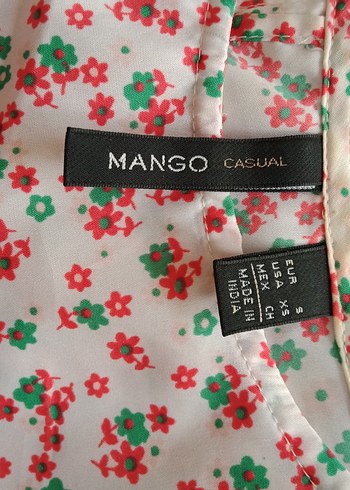 MANGO CASUAL
EUR S
USA XS
MEX CH
MADE IN
INDIA